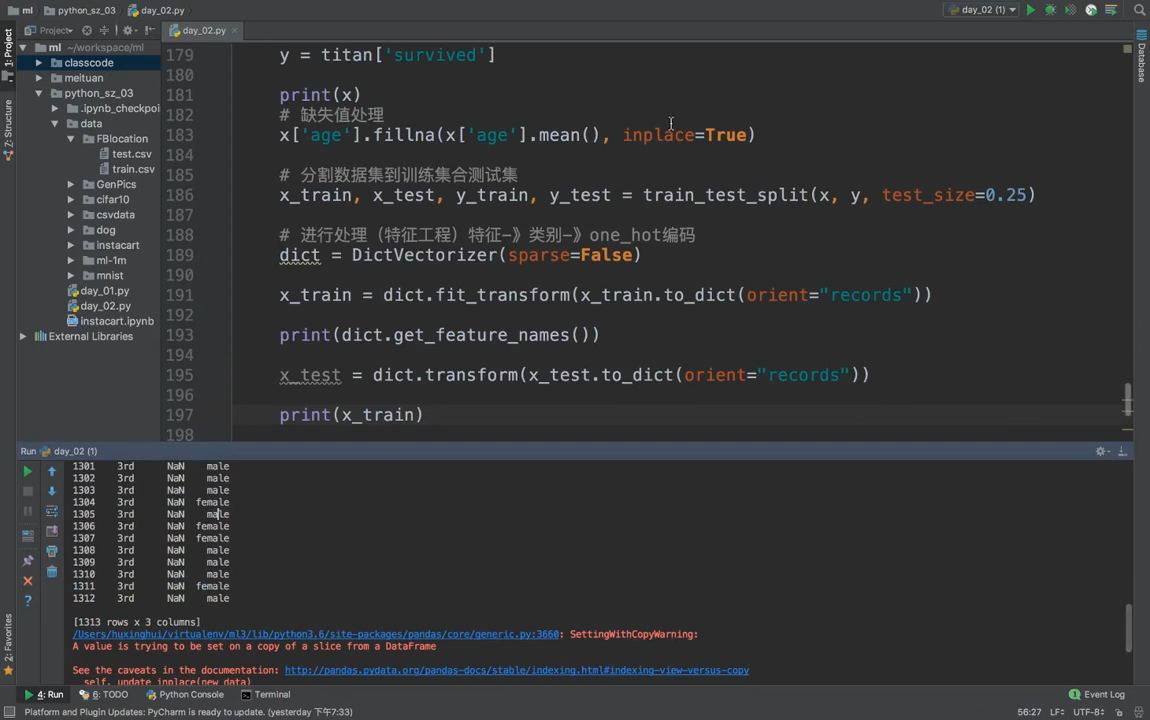 ml python_sz_03 day_02.py day_02 (1)
Project day_02.py
1: Project
7: Structure
2: Favorites
Database
ml ~/workspace/ml
classcode
meituan
python_sz_03
.ipynb_checkpoi
data
FBlocation
test.csv
train.csv
GenPics
cifar10
csvdata
dog
instacart
ml-1m
mnist
day_01.py
day_02.py
instacart.ipynb
External Libraries
179 y = titan['survived']
180
181 print(x)
182 # 缺失值处理
183 x['age'].fillna(x['age'].mean(), inplace=True)
184
185 # 分割数据集到训练集合测试集
186 x_train, x_test, y_train, y_test = train_test_split(x, y, test_size=0.25)
187
188 # 进行处理（特征工程）特征-》类别-》one_hot编码
189 dict = DictVectorizer(sparse=False)
190
191 x_train = dict.fit_transform(x_train.to_dict(orient="records"))
192
193 print(dict.get_feature_names())
194
195 x_test = dict.transform(x_test.to_dict(orient="records"))
196
197 print(x_train)
198
Run day_02 (1)
1301 3rd NaN male
1302 3rd NaN male
1303 3rd NaN male
1304 3rd NaN female
1305 3rd NaN male
1306 3rd NaN female
1307 3rd NaN female
1308 3rd NaN male
1309 3rd NaN male
1310 3rd NaN male
1311 3rd NaN female
1312 3rd NaN male
[1313 rows x 3 columns]
/Users/huxinghui/virtualenv/ml3/lib/python3.6/site-packages/pandas/core/generic.py:3660: SettingWithCopyWarning:
A value is trying to be set on a copy of a slice from a DataFrame
See the caveats in the documentation: http://pandas.pydata.org/pandas-docs/stable/indexing.html#indexing-view-versus-copy
self._update_inplace(new_data)
4: Run 6: TODO Python Console Terminal 1 Event Log
Platform and Plugin Updates: PyCharm is ready to update. (yesterday 下午7:33) 56:27 LF UTF-8